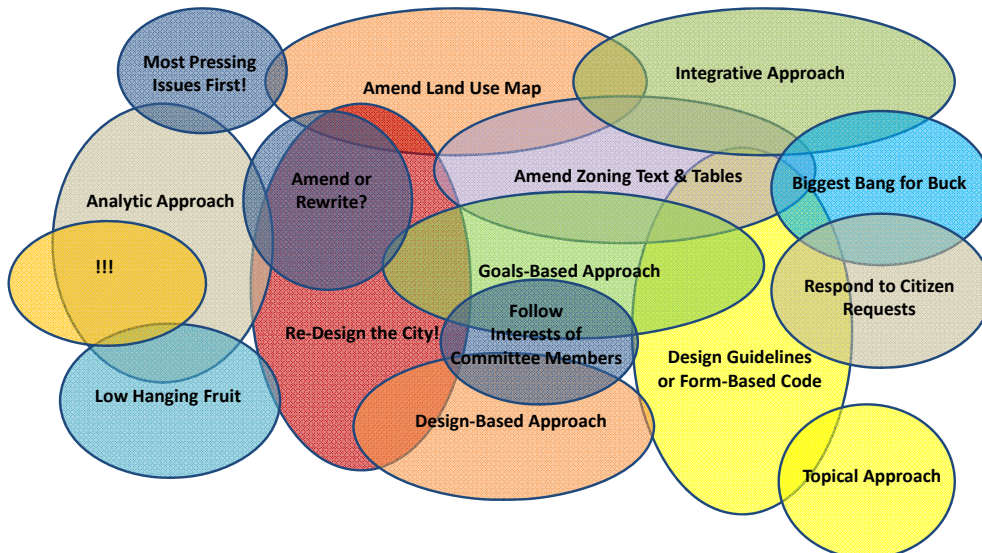 Most Pressing
Issues First!
Amend Land Use Map
Integrative Approach
Analytic Approach
Amend or
Rewrite?
Amend Zoning Text & Tables
Biggest Bang for Buck
!!!
Goals-Based Approach
Respond to Citizen
Requests
Re-Design the City!
Follow
Interests of
Committee Members
Design Guidelines
or Form-Based Code
Low Hanging Fruit
Design-Based Approach
Topical Approach